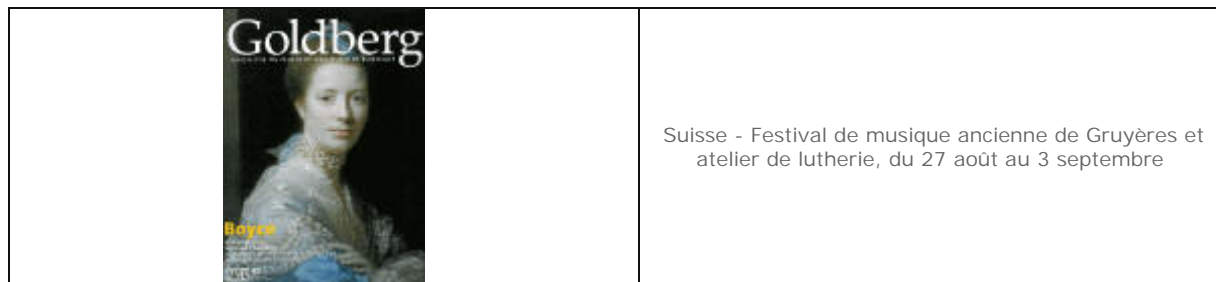 Goldberg
Boyce
Suisse - Festival de musique ancienne de Gruyères et
atelier de lutherie, du 27 août au 3 septembre